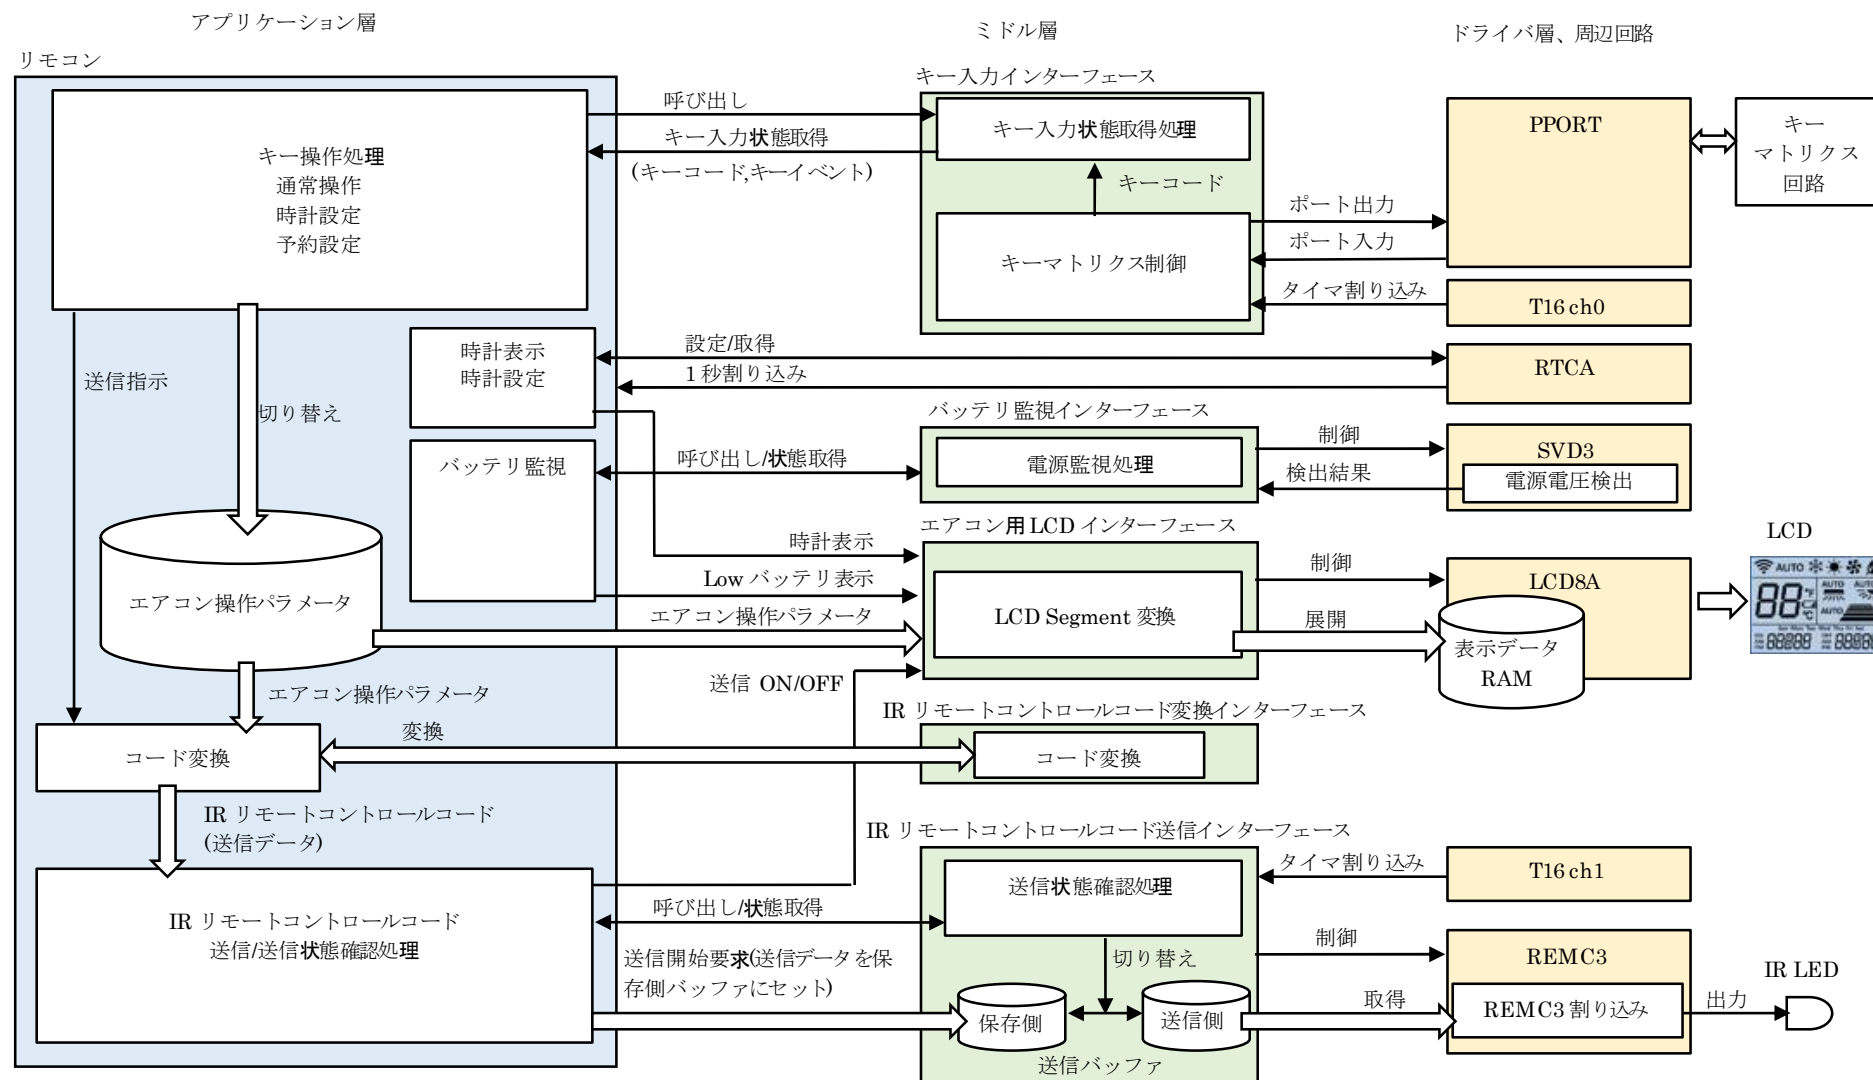 アプリケーション層
ミドル層
ドライバ層、周辺回路
リモコン
キー操作処理
通常操作
時計設定
予約設定
呼び出し
キー入力状態取得
(キーコード,キーイベント)
キー入力インターフェース
キー入力状態取得処理
キーコード
キーマトリクス制御
ポート出力
ポート入力
タイマ割り込み
PPORT
キー
マトリクス
回路
T16 ch0
送信指示
切り替え
時計表示
時計設定
設定/取得
1秒割り込み
RTCA
バッテリ監視
呼び出し/状態取得
バッテリ監視インターフェース
電源監視処理
制御
検出結果
SVD3
電源電圧検出
エアコン操作パラメータ
時計表示
Low バッテリ表示
エアコン操作パラメータ
送信 ON/OFF
エアコン用 LCD インターフェース
LCD Segment 変換
制御
展開
LCD8A
表示データ
RAM
LCD
AUTO
88
°F
°C
AUTO
AUTO
Sun Mon Tue Wed Thu Fri Sat
88888
エアコン操作パラメータ
コード変換
変換
IR リモートコントロールコード変換インターフェース
コード変換
IR リモートコントロールコード
(送信データ)
IR リモートコントロールコード
送信/送信状態確認処理
呼び出し/状態取得
送信開始要求(送信データを保
存側バッファにセット)
IR リモートコントロールコード送信インターフェース
送信状態確認処理
切り替え
保存側
送信側
送信バッファ
タイマ割り込み
T16 ch1
制御
取得
REMC3
REMC3 割り込み
出力
IR LED